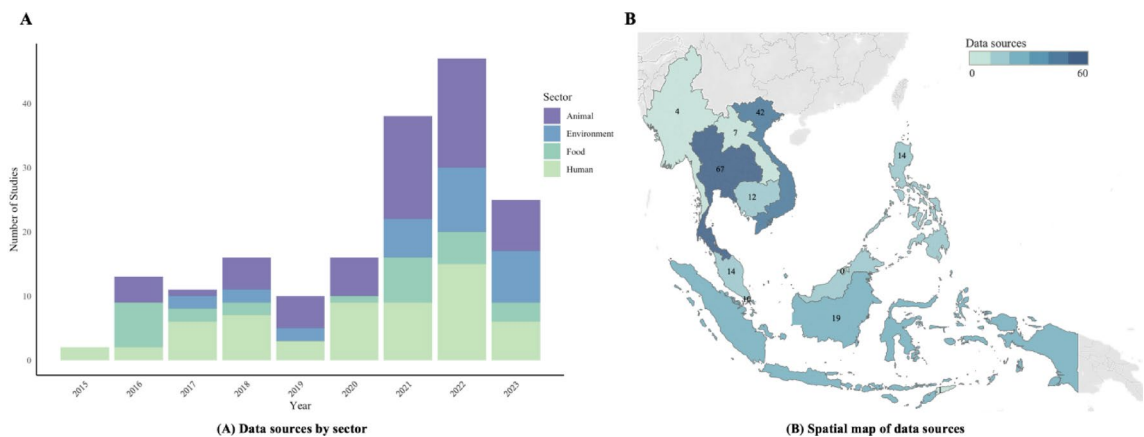 A
B
Number of Studies
40
30
20
10
0
2015
2016
2017
2018
2019
2020
2021
2022
2023
Year
Sector
Animal
Environment
Food
Human
(A) Data sources by sector
Data sources
0
60
4
42
7
67
12
14
14
0
10
19
1
(B) Spatial map of data sources